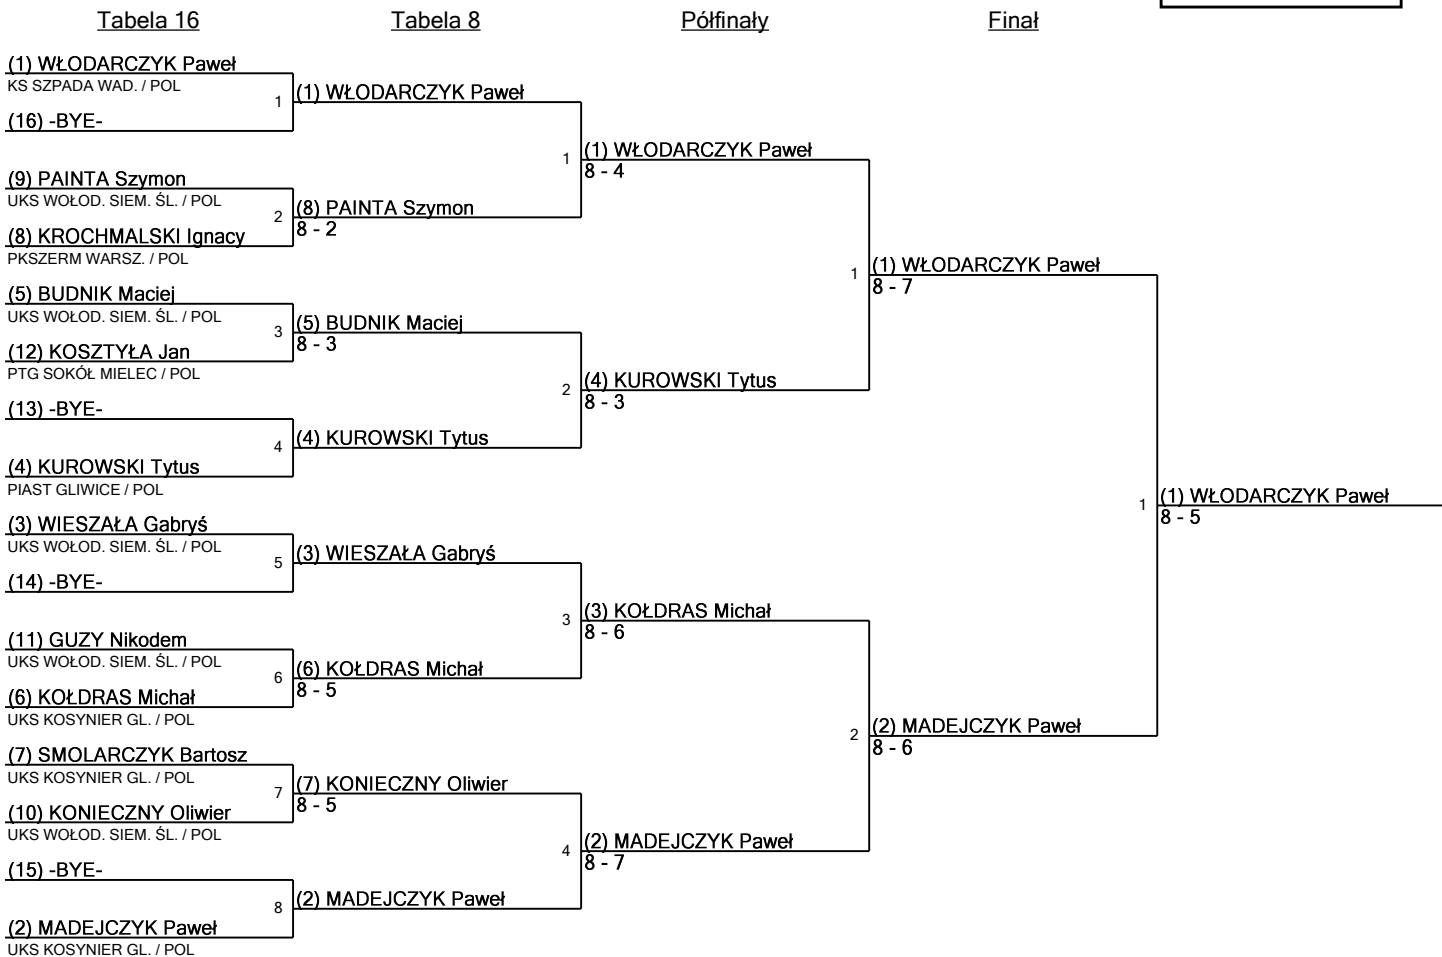 Tabela 16
Tabela 8
Półfinały
Finał
(1) WŁODARCZYK Paweł
KS SZPADA WAD. / POL
(16) -BYE-
(9) PAINTA Szymon
UKS WOŁOD. SIEM. ŚL. / POL
(8) KROCHMALSKI Ignacy
PKSZERM WARSZ. / POL
(5) BUDNIK Maciej
UKS WOŁOD. SIEM. ŚL. / POL
(12) KOSZTYŁA Jan
PTG SOKÓŁ MIELEC / POL
(13) -BYE-
(4) KUROWSKI Tytus
PIAST GLIWICE / POL
(3) WIESZAŁA Gabryś
UKS WOŁOD. SIEM. ŚL. / POL
(14) -BYE-
(11) GUZY Nikodem
UKS WOŁOD. SIEM. ŚL. / POL
(6) KOŁDRAS Michał
UKS KOSYNIER GL. / POL
(7) SMOLARCZYK Bartosz
UKS KOSYNIER GL. / POL
(10) KONIECZNY Oliwier
UKS WOŁOD. SIEM. ŚL. / POL
(15) -BYE-
(2) MADEJCZYK Paweł
UKS KOSYNIER GL. / POL
1
(1) WŁODARCZYK Paweł
2
(8) PAINTA Szymon
8 - 2
3
(5) BUDNIK Maciej
8 - 3
4
(4) KUROWSKI Tytus
5
(3) WIESZAŁA Gabryś
6
(6) KOŁDRAS Michał
8 - 5
7
(7) KONIECZNY Oliwier
8 - 5
8
(2) MADEJCZYK Paweł
1
(1) WŁODARCZYK Paweł
8 - 4
2
(4) KUROWSKI Tytus
8 - 3
3
(3) KOŁDRAS Michał
8 - 6
4
(2) MADEJCZYK Paweł
8 - 7
1
(1) WŁODARCZYK Paweł
8 - 7
2
(2) MADEJCZYK Paweł
8 - 6
1
(1) WŁODARCZYK Paweł
8 - 5